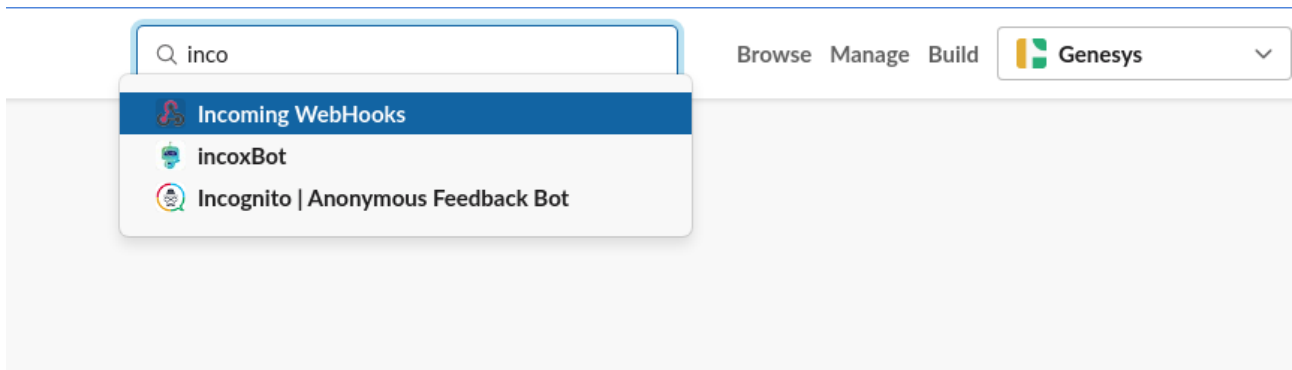 inco
Browse Manage Build Genesys
Incoming WebHooks
incoxBot
Incognito | Anonymous Feedback Bot